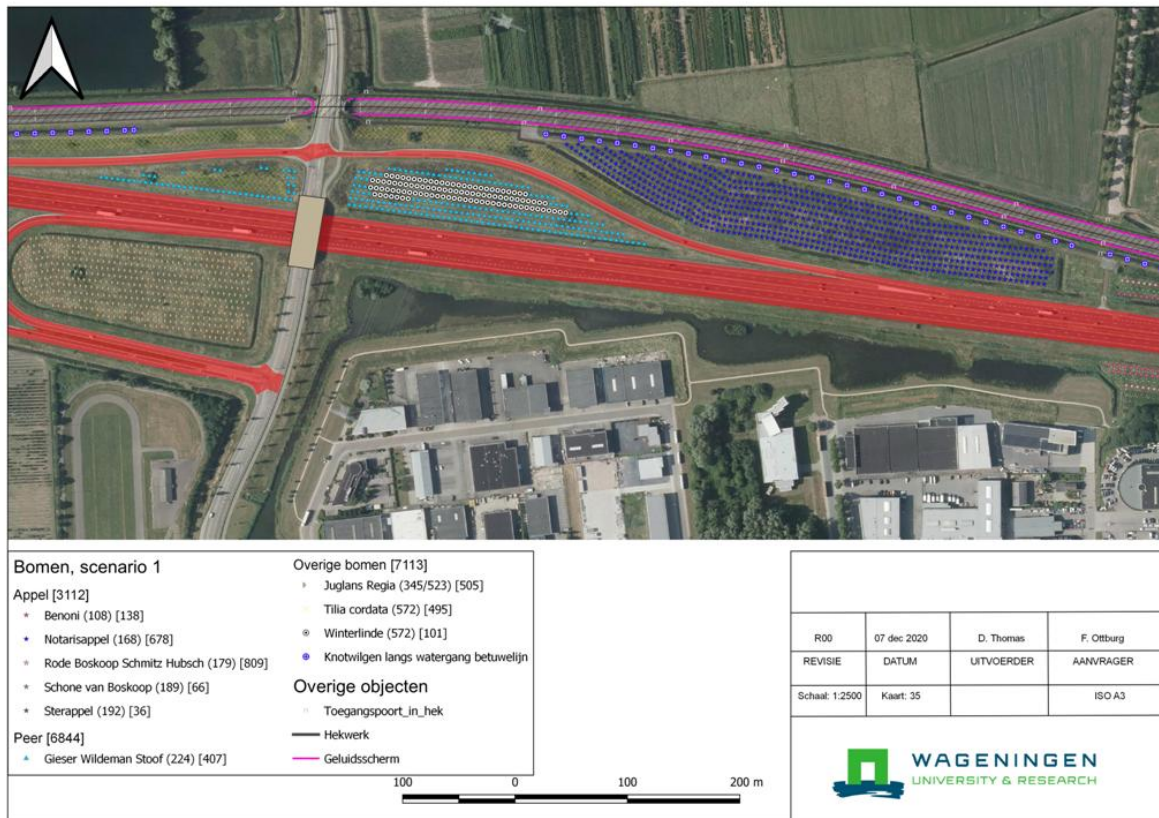 Bomen, scenario 1
Appel [3112]
Benoni (108) [138]
Notarisappel (168) [678]
Rode Boskoop Schmitz Hubsch (179) [809]
Schone van Boskoop (189) [66]
Sterappel (192) [36]
Peer [6844]
Gieser Wildeman Stoof (224) [407]
Overige bomen [7113]
Juglans Regia (345/523) [505]
Tilia cordata (572) [495]
Winterlinde (572) [101]
Knotwilgen langs watergang betuwelijn
Overige objecten
Toegangspoort_in_hek
Hekwerk
Geluidsscherm
100 0 100 200 m
R00 07 dec 2020 D. Thomas F. Ottburg
REVISIE DATUM UITVOERDER AANVRAGER
Schaal: 1:2500 Kaart: 35 ISO A3
WAGENINGEN
UNIVERSITY & RESEARCH